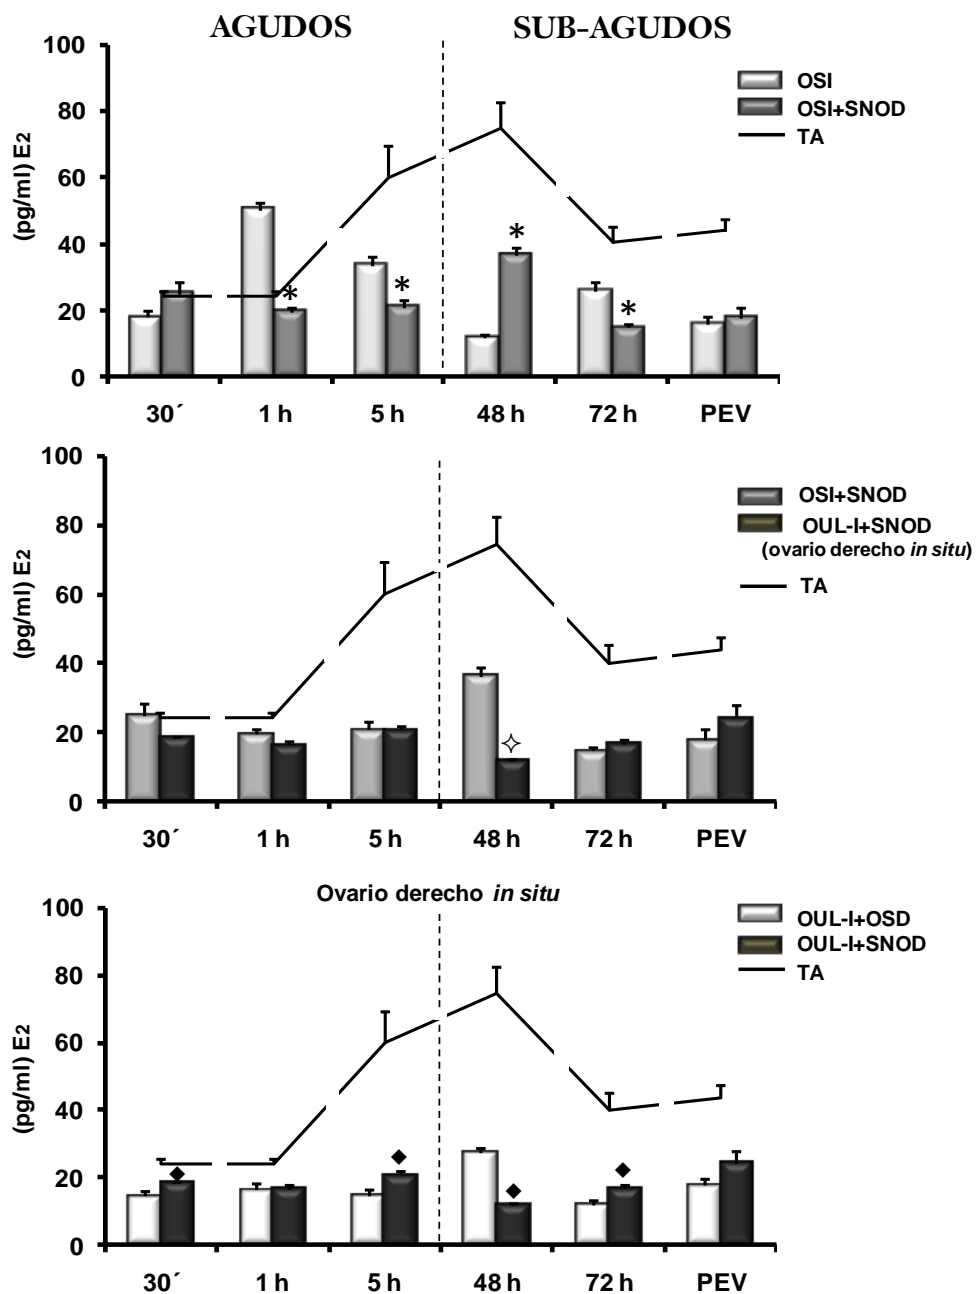 AGUDOS SUB-AGUDOS
OSI
OSI+SNOD
TA
(pg/ml) E2
100
80
60
40
20
0
* * * *
30´ 1 h 5 h 48 h 72 h PEV
OSI+SNOD
OUL-I+SNOD
(ovario derecho in situ)
TA
(pg/ml) E2
100
80
60
40
20
0
30´ 1 h 5 h 48 h 72 h PEV
Ovario derecho in situ
OUL-I+OSD
OUL-I+SNOD
TA
(pg/ml) E2
100
80
60
40
20
0
30´ 1 h 5 h 48 h 72 h PEV